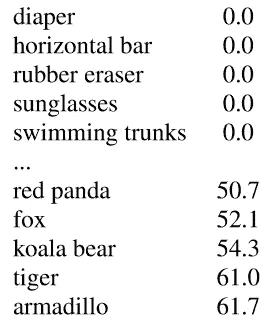 diaper 0.0
horizontal bar 0.0
rubber eraser 0.0
sunglasses 0.0
swimming trunks 0.0
...
red panda 50.7
fox 52.1
koala bear 54.3
tiger 61.0
armadillo 61.7